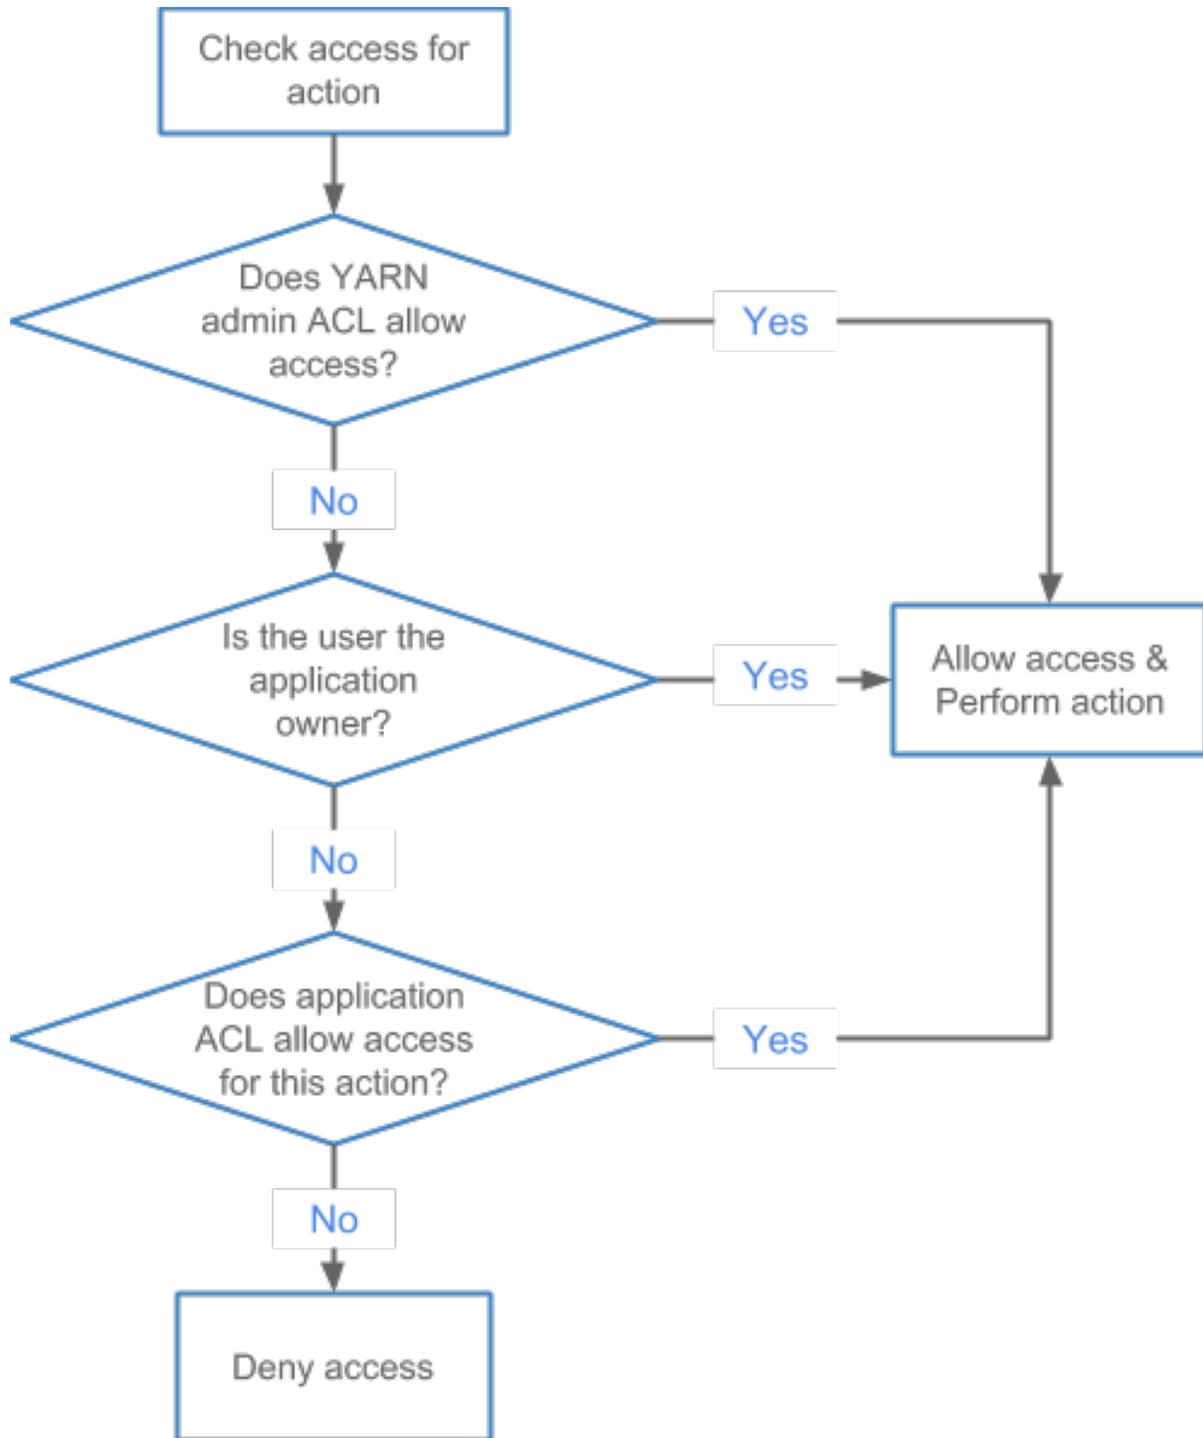 Check access for
action
Does YARN
admin ACL allow
access?
Yes
No
Is the user the
application
owner?
Yes
Allow access &
Perform action
No
Does application
ACL allow access
for this action?
Yes
No
Deny access